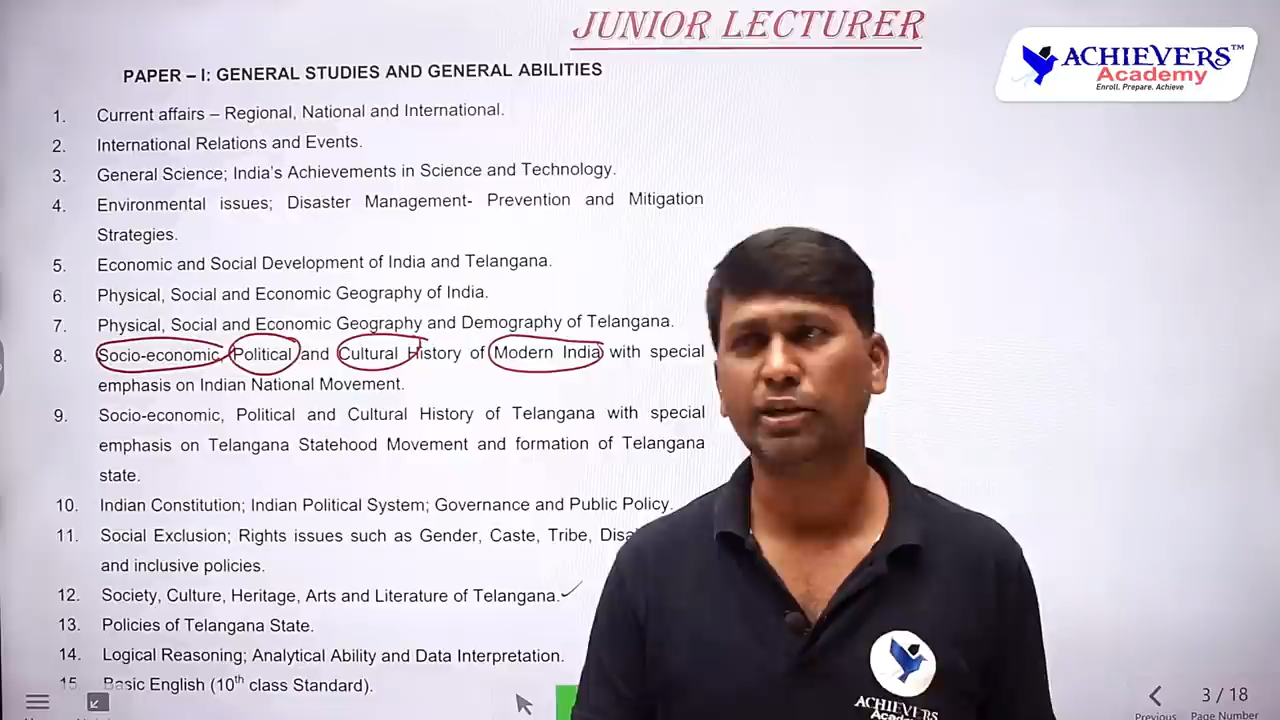 JUNIOR LECTURER
ACHIEVERS™
Academy
Enroll. Prepare. Achieve
PAPER – I: GENERAL STUDIES AND GENERAL ABILITIES
1. Current affairs – Regional, National and International.
2. International Relations and Events.
3. General Science; India's Achievements in Science and Technology.
4. Environmental issues; Disaster Management- Prevention and Mitigation
Strategies.
5. Economic and Social Development of India and Telangana.
6. Physical, Social and Economic Geography of India.
7. Physical, Social and Economic Geography and Demography of Telangana.
8. Socio-economic, Political and Cultural History of Modern India with special
emphasis on Indian National Movement.
9. Socio-economic, Political and Cultural History of Telangana with special
emphasis on Telangana Statehood Movement and formation of Telangana
state.
10. Indian Constitution; Indian Political System; Governance and Public Policy.
11. Social Exclusion; Rights issues such as Gender, Caste, Tribe,
and inclusive policies.
12. Society, Culture, Heritage, Arts and Literature of Telangana.
13. Policies of Telangana State.
14. Logical Reasoning; Analytical Ability and Data Interpretation.
15. Basic English (10th class Standard).
3 / 18
Previous Page Number
ACHIEVERS
Academy